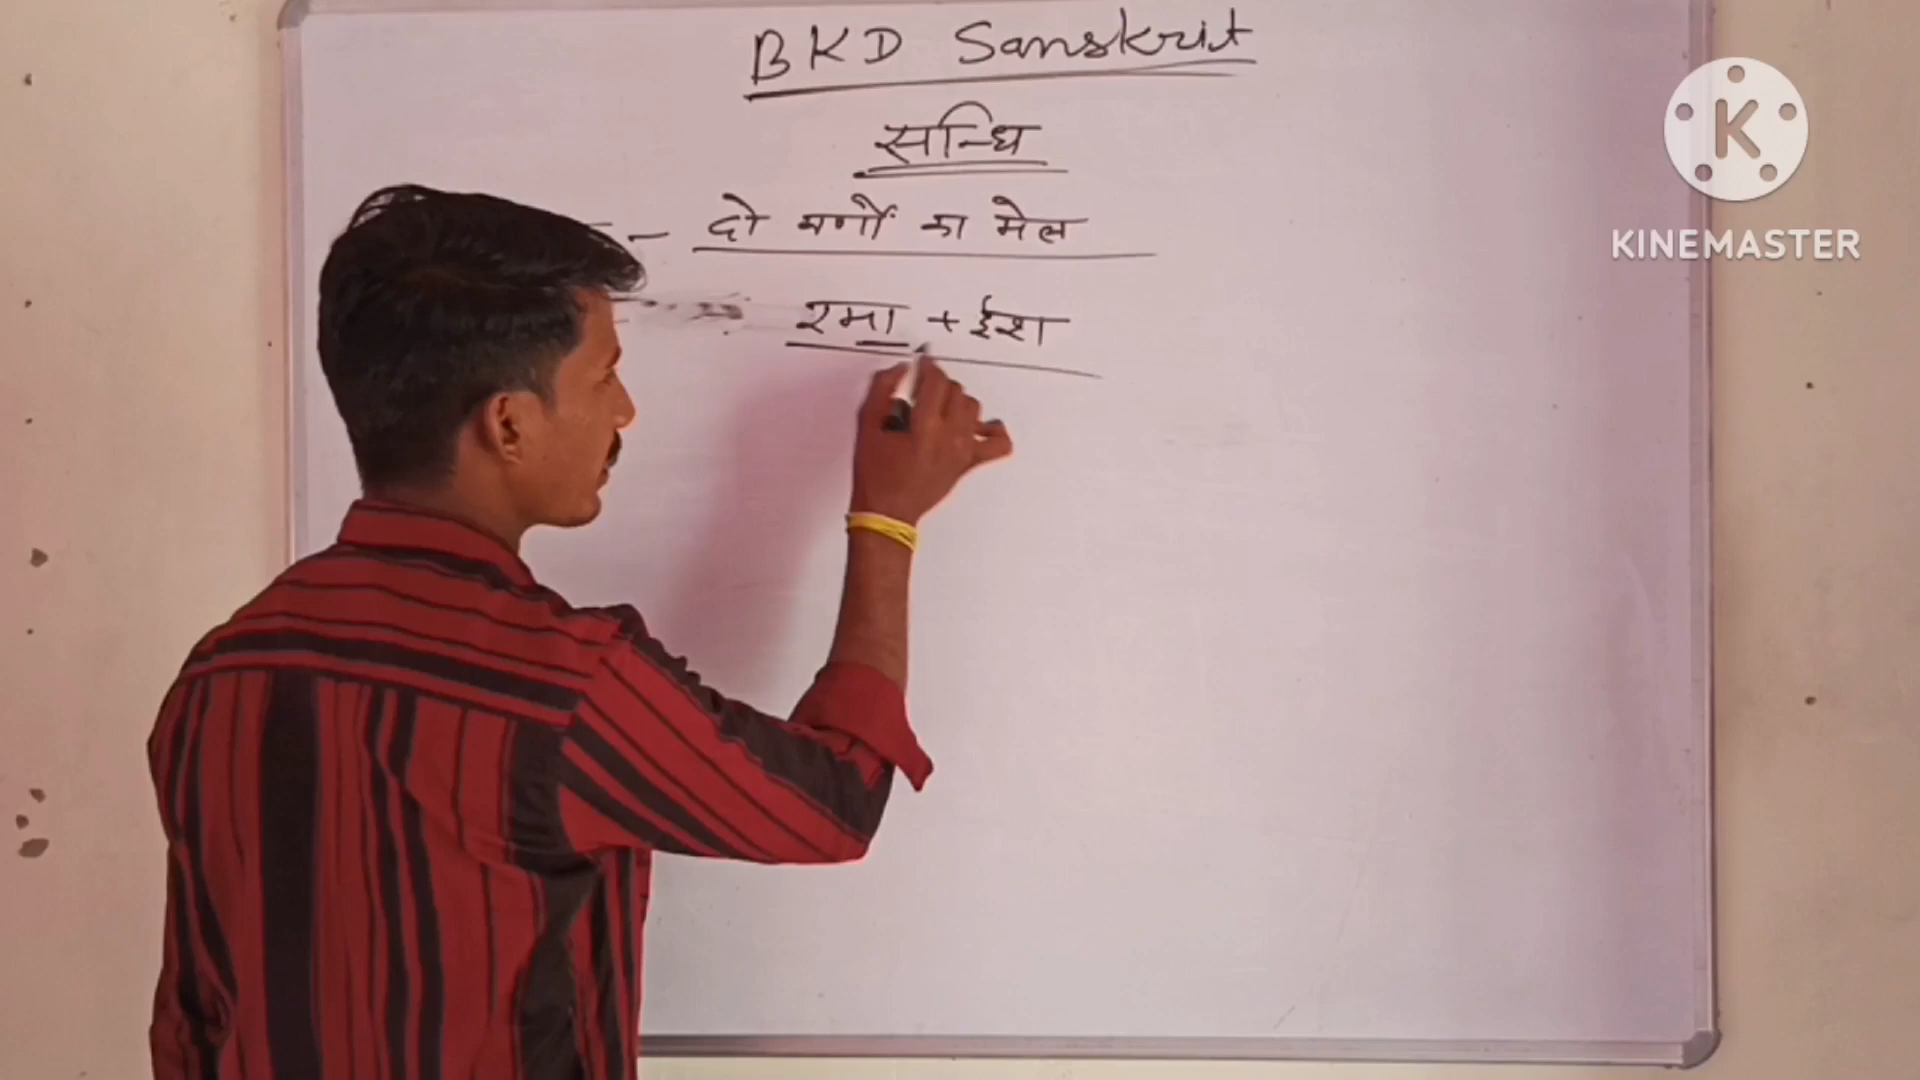 BKD Sanskrit
सन्धि
– दो वर्णों का मेल
रमा + ईश
K
KINEMASTER